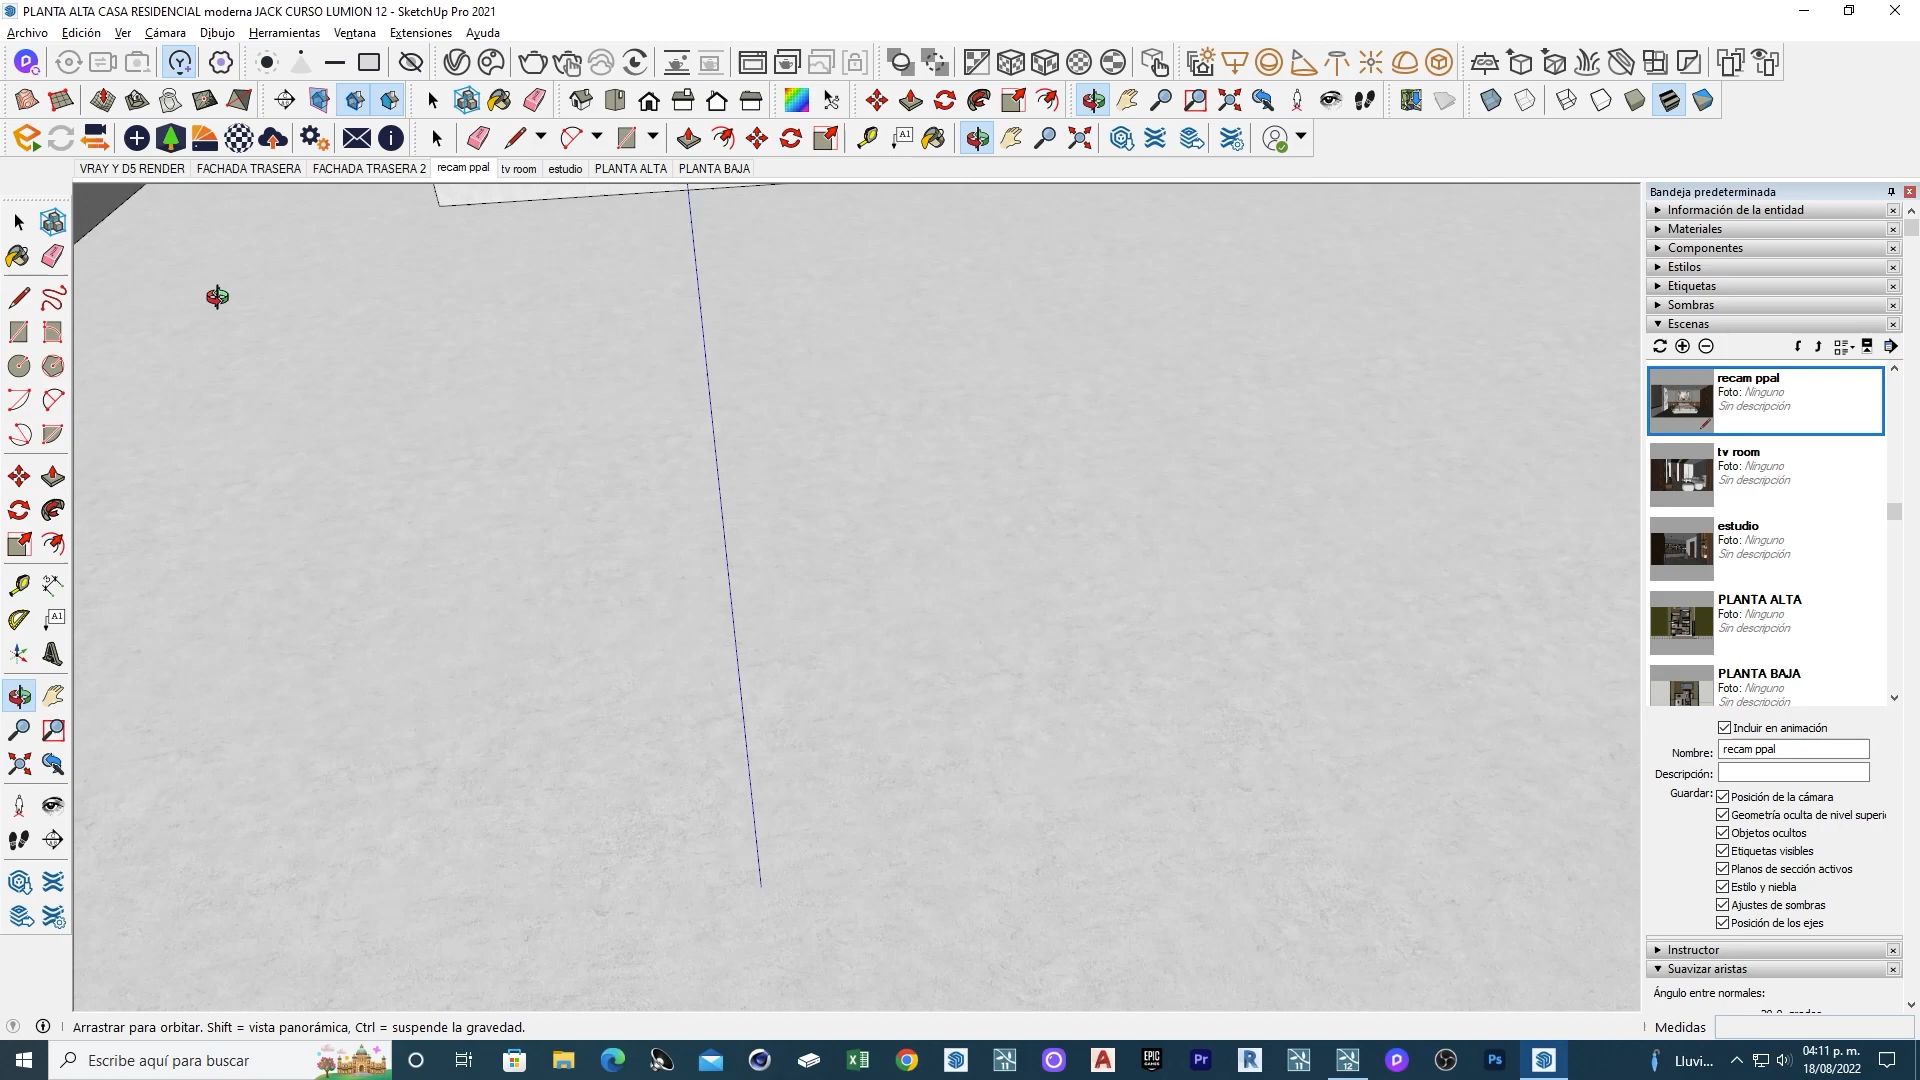 PLANTA ALTA CASA RESIDENCIAL moderna JACK CURSO LUMION 12 - SketchUp Pro 2021
Archivo Edición Ver Cámara Dibujo Herramientas Ventana Extensiones Ayuda
VRAY Y D5 RENDER FACHADA TRASERA FACHADA TRASERA 2 recam ppal tv room estudio PLANTA ALTA PLANTA BAJA
Bandeja predeterminada
Información de la entidad
Materiales
Componentes
Estilos
Etiquetas
Sombras
Escenas
recam ppal
Foto: Ninguno
Sin descripción
tv room
Foto: Ninguno
Sin descripción
estudio
Foto: Ninguno
Sin descripción
PLANTA ALTA
Foto: Ninguno
Sin descripción
PLANTA BAJA
Foto: Ninguno
Sin descripción
Incluir en animación
Nombre: recam ppal
Descripción:
Guardar: Posición de la cámara
Geometría oculta de nivel superi
Objetos ocultos
Etiquetas visibles
Planos de sección activos
Estilo y niebla
Ajustes de sombras
Posición de los ejes
Instructor
Suavizar aristas
Ángulo entre normales:
Arrastrar para orbitar. Shift = vista panorámica, Ctrl = suspende la gravedad.
Medidas
Escribe aquí para buscar
Lluvi...
04:11 p. m.
18/08/2022